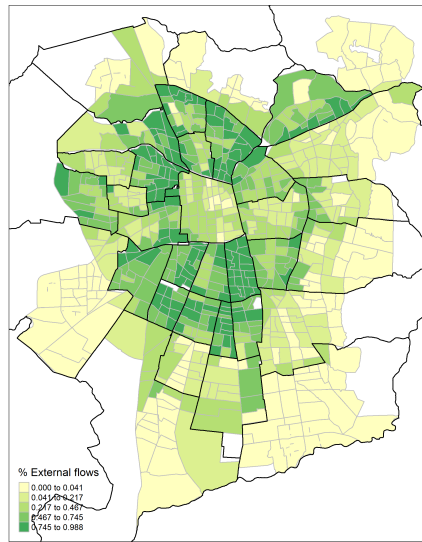 % External flows
0.000 to 0.041
0.041 to 0.217
0.217 to 0.467
0.467 to 0.745
0.745 to 0.988